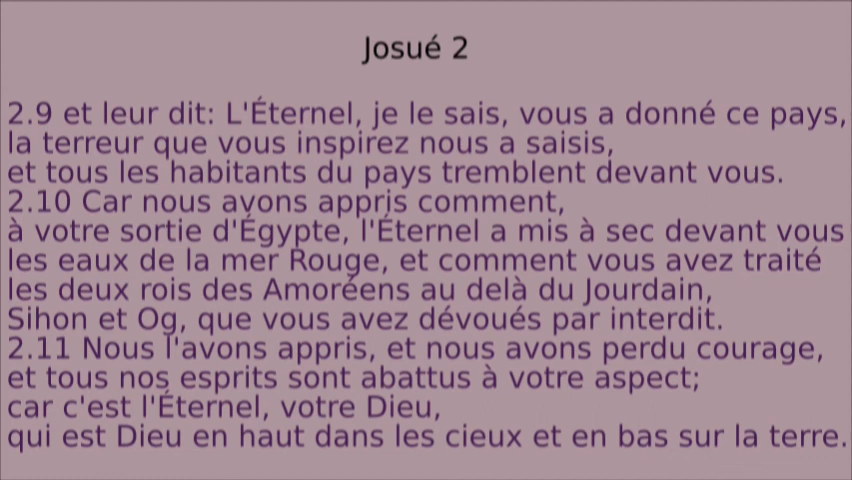 Josué 2
2.9 et leur dit: L'Éternel, je le sais, vous a donné ce pays,
la terreur que vous inspirez nous a saisis,
et tous les habitants du pays tremblent devant vous.
2.10 Car nous avons appris comment,
à votre sortie d'Égypte, l'Éternel a mis à sec devant vous
les eaux de la mer Rouge, et comment vous avez traité
les deux rois des Amoréens au delà du Jourdain,
Sihon et Og, que vous avez dévoués par interdit.
2.11 Nous l'avons appris, et nous avons perdu courage,
et tous nos esprits sont abattus à votre aspect;
car c'est l'Éternel, votre Dieu,
qui est Dieu en haut dans les cieux et en bas sur la terre.